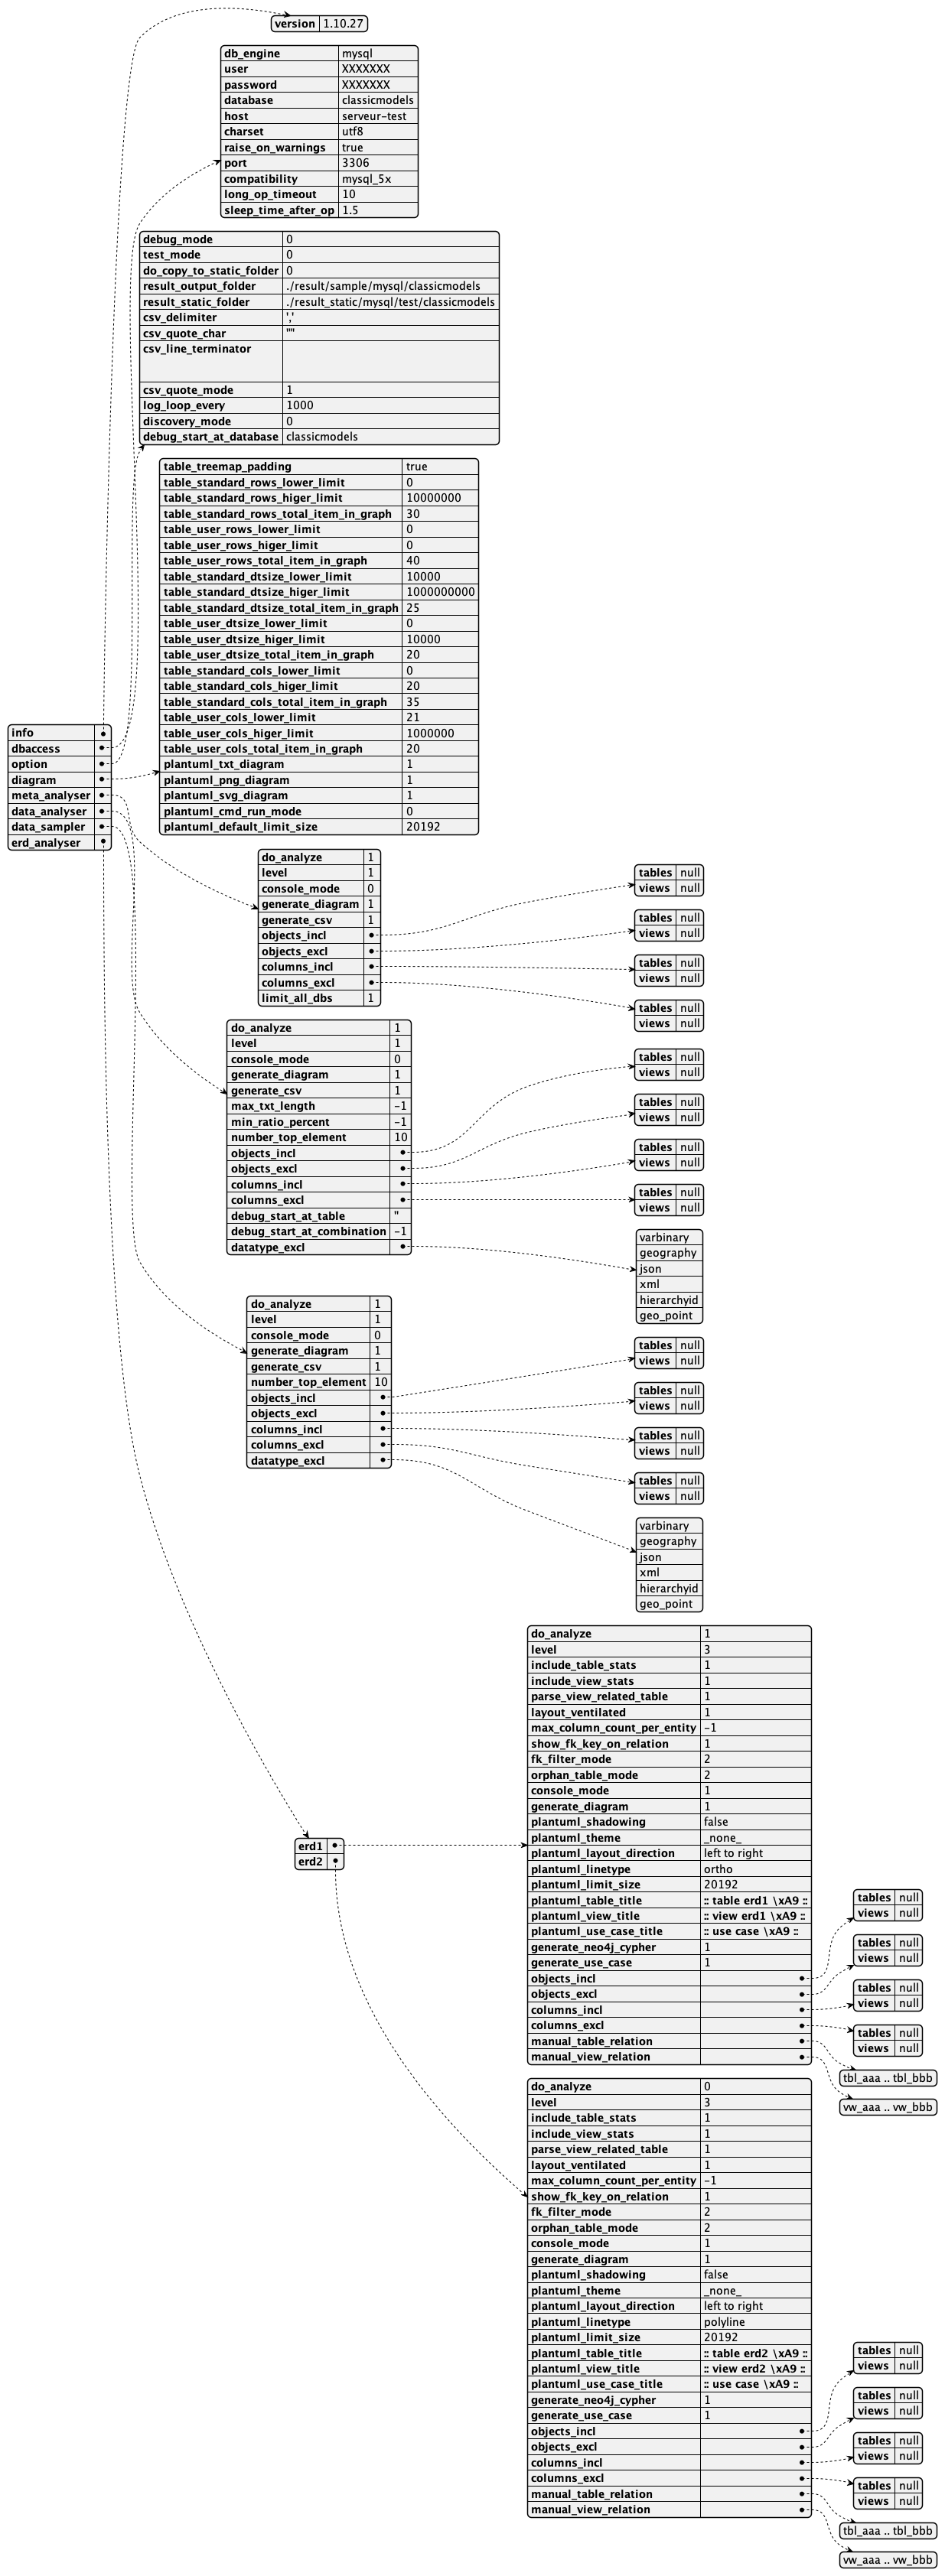 version 1.10.27
db_engine mysql
user XXXXXXX
password XXXXXXX
database classicmodels
host serveur-test
charset utf8
raise_on_warnings true
port 3306
compatibility mysql_5x
long_op_timeout 10
sleep_time_after_op 1.5
debug_mode 0
test_mode 0
do_copy_to_static_folder 0
result_output_folder ./result/sample/mysql/classicmodels
result_static_folder ./result_static/mysql/test/classicmodels
csv_delimiter ','
csv_quote_char '"'
csv_line_terminator
csv_quote_mode 1
log_loop_every 1000
discovery_mode 0
debug_start_at_database classicmodels
table_treemap_padding true
table_standard_rows_lower_limit 0
table_standard_rows_higer_limit 10000000
table_standard_rows_total_item_in_graph 30
table_user_rows_lower_limit 0
table_user_rows_higer_limit 0
table_user_rows_total_item_in_graph 40
table_standard_dtsize_lower_limit 10000
table_standard_dtsize_higer_limit 1000000000
table_standard_dtsize_total_item_in_graph 25
table_user_dtsize_lower_limit 0
table_user_dtsize_higer_limit 10000
table_user_dtsize_total_item_in_graph 20
table_standard_cols_lower_limit 0
table_standard_cols_higer_limit 20
table_standard_cols_total_item_in_graph 35
table_user_cols_lower_limit 21
table_user_cols_higer_limit 1000000
table_user_cols_total_item_in_graph 20
plantuml_txt_diagram 1
plantuml_png_diagram 1
plantuml_svg_diagram 1
plantuml_cmd_run_mode 0
plantuml_default_limit_size 20192
info
dbaccess
option
diagram
meta_analyser
data_analyser
data_sampler
erd_analyser
do_analyze 1
level 1
console_mode 0
generate_diagram 1
generate_csv 1
objects_incl
objects_excl
columns_incl
columns_excl
limit_all_dbs 1
tables null
views null
tables null
views null
tables null
views null
tables null
views null
do_analyze 1
level 1
console_mode 0
generate_diagram 1
generate_csv 1
max_txt_length -1
min_ratio_percent -1
number_top_element 10
objects_incl
objects_excl
columns_incl
columns_excl
debug_start_at_table ''
debug_start_at_combination -1
datatype_excl
tables null
views null
tables null
views null
tables null
views null
tables null
views null
varbinary
geography
json
xml
hierarchyid
geo_point
do_analyze 1
level 1
console_mode 0
generate_diagram 1
generate_csv 1
number_top_element 10
objects_incl
objects_excl
columns_incl
columns_excl
datatype_excl
tables null
views null
tables null
views null
tables null
views null
tables null
views null
varbinary
geography
json
xml
hierarchyid
geo_point
erd1
erd2
do_analyze 1
level 3
include_table_stats 1
include_view_stats 1
parse_view_related_table 1
layout_ventilated 1
max_column_count_per_entity -1
show_fk_key_on_relation 1
fk_filter_mode 2
orphan_table_mode 2
console_mode 1
generate_diagram 1
plantuml_shadowing false
plantuml_theme _none_
plantuml_layout_direction left to right
plantuml_linetype ortho
plantuml_limit_size 20192
plantuml_table_title :: table erd1 \xA9 ::
plantuml_view_title :: view erd1 \xA9 ::
plantuml_use_case_title :: use case \xA9 ::
generate_neo4j_cypher 1
generate_use_case 1
objects_incl
objects_excl
columns_incl
columns_excl
manual_table_relation
manual_view_relation
tables null
views null
tables null
views null
tables null
views null
tables null
views null
tbl_aaa .. tbl_bbb
vw_aaa .. vw_bbb
do_analyze 0
level 3
include_table_stats 1
include_view_stats 1
parse_view_related_table 1
layout_ventilated 1
max_column_count_per_entity -1
show_fk_key_on_relation 1
fk_filter_mode 2
orphan_table_mode 2
console_mode 1
generate_diagram 1
plantuml_shadowing false
plantuml_theme _none_
plantuml_layout_direction left to right
plantuml_linetype polyline
plantuml_limit_size 20192
plantuml_table_title :: table erd2 \xA9 ::
plantuml_view_title :: view erd2 \xA9 ::
plantuml_use_case_title :: use case \xA9 ::
generate_neo4j_cypher 1
generate_use_case 1
objects_incl
objects_excl
columns_incl
columns_excl
manual_table_relation
manual_view_relation
tables null
views null
tables null
views null
tables null
views null
tables null
views null
tbl_aaa .. tbl_bbb
vw_aaa .. vw_bbb